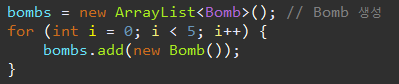 bombs = new ArrayList<Bomb>(); // Bomb 생성
for (int i = 0; i < 5; i++) {
    bombs.add(new Bomb());
}